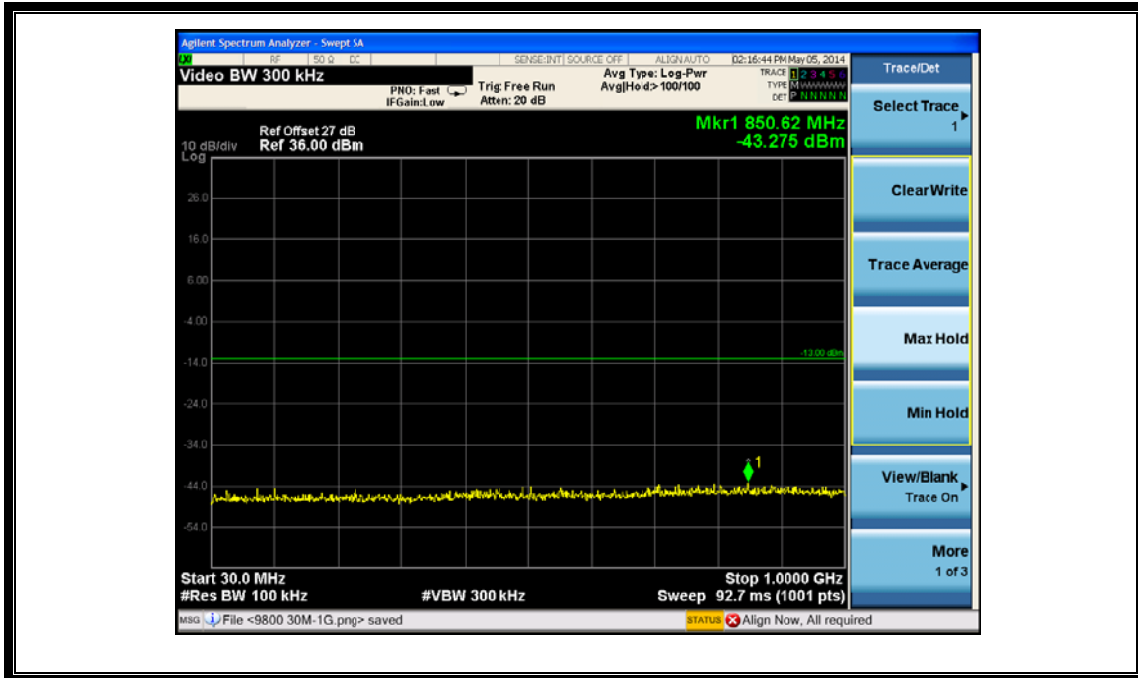 Agilent Spectrum Analyzer - Swept SA
RF 50 Ω DC SENSE:INT SOURCE OFF ALIGN AUTO 02:16:44 PM May 05, 2014
Video BW 300 kHz
PNO: Fast
IFGain:Low
Trig: Free Run
Atten: 20 dB
Avg Type: Log-Pwr
Avg|Hold:>100/100
TRACE 1 2 3 4 5 6
TYPE M WWWWW
DET P N N N N N
Mkr1 850.62 MHz
-43.275 dBm
Ref Offset 27 dB
10 dB/div Ref 36.00 dBm
Log
26.0
16.0
6.00
-4.00
-13.00 dBm
-14.0
-24.0
-34.0
1
-44.0
-54.0
Start 30.0 MHz Stop 1.0000 GHz
#Res BW 100 kHz #VBW 300 kHz Sweep 92.7 ms (1001 pts)
MSG File <9800 30M-1G.png> saved STATUS Align Now, All required
Trace/Det
Select Trace
1
Clear Write
Trace Average
Max Hold
Min Hold
View/Blank
Trace On
More
1 of 3